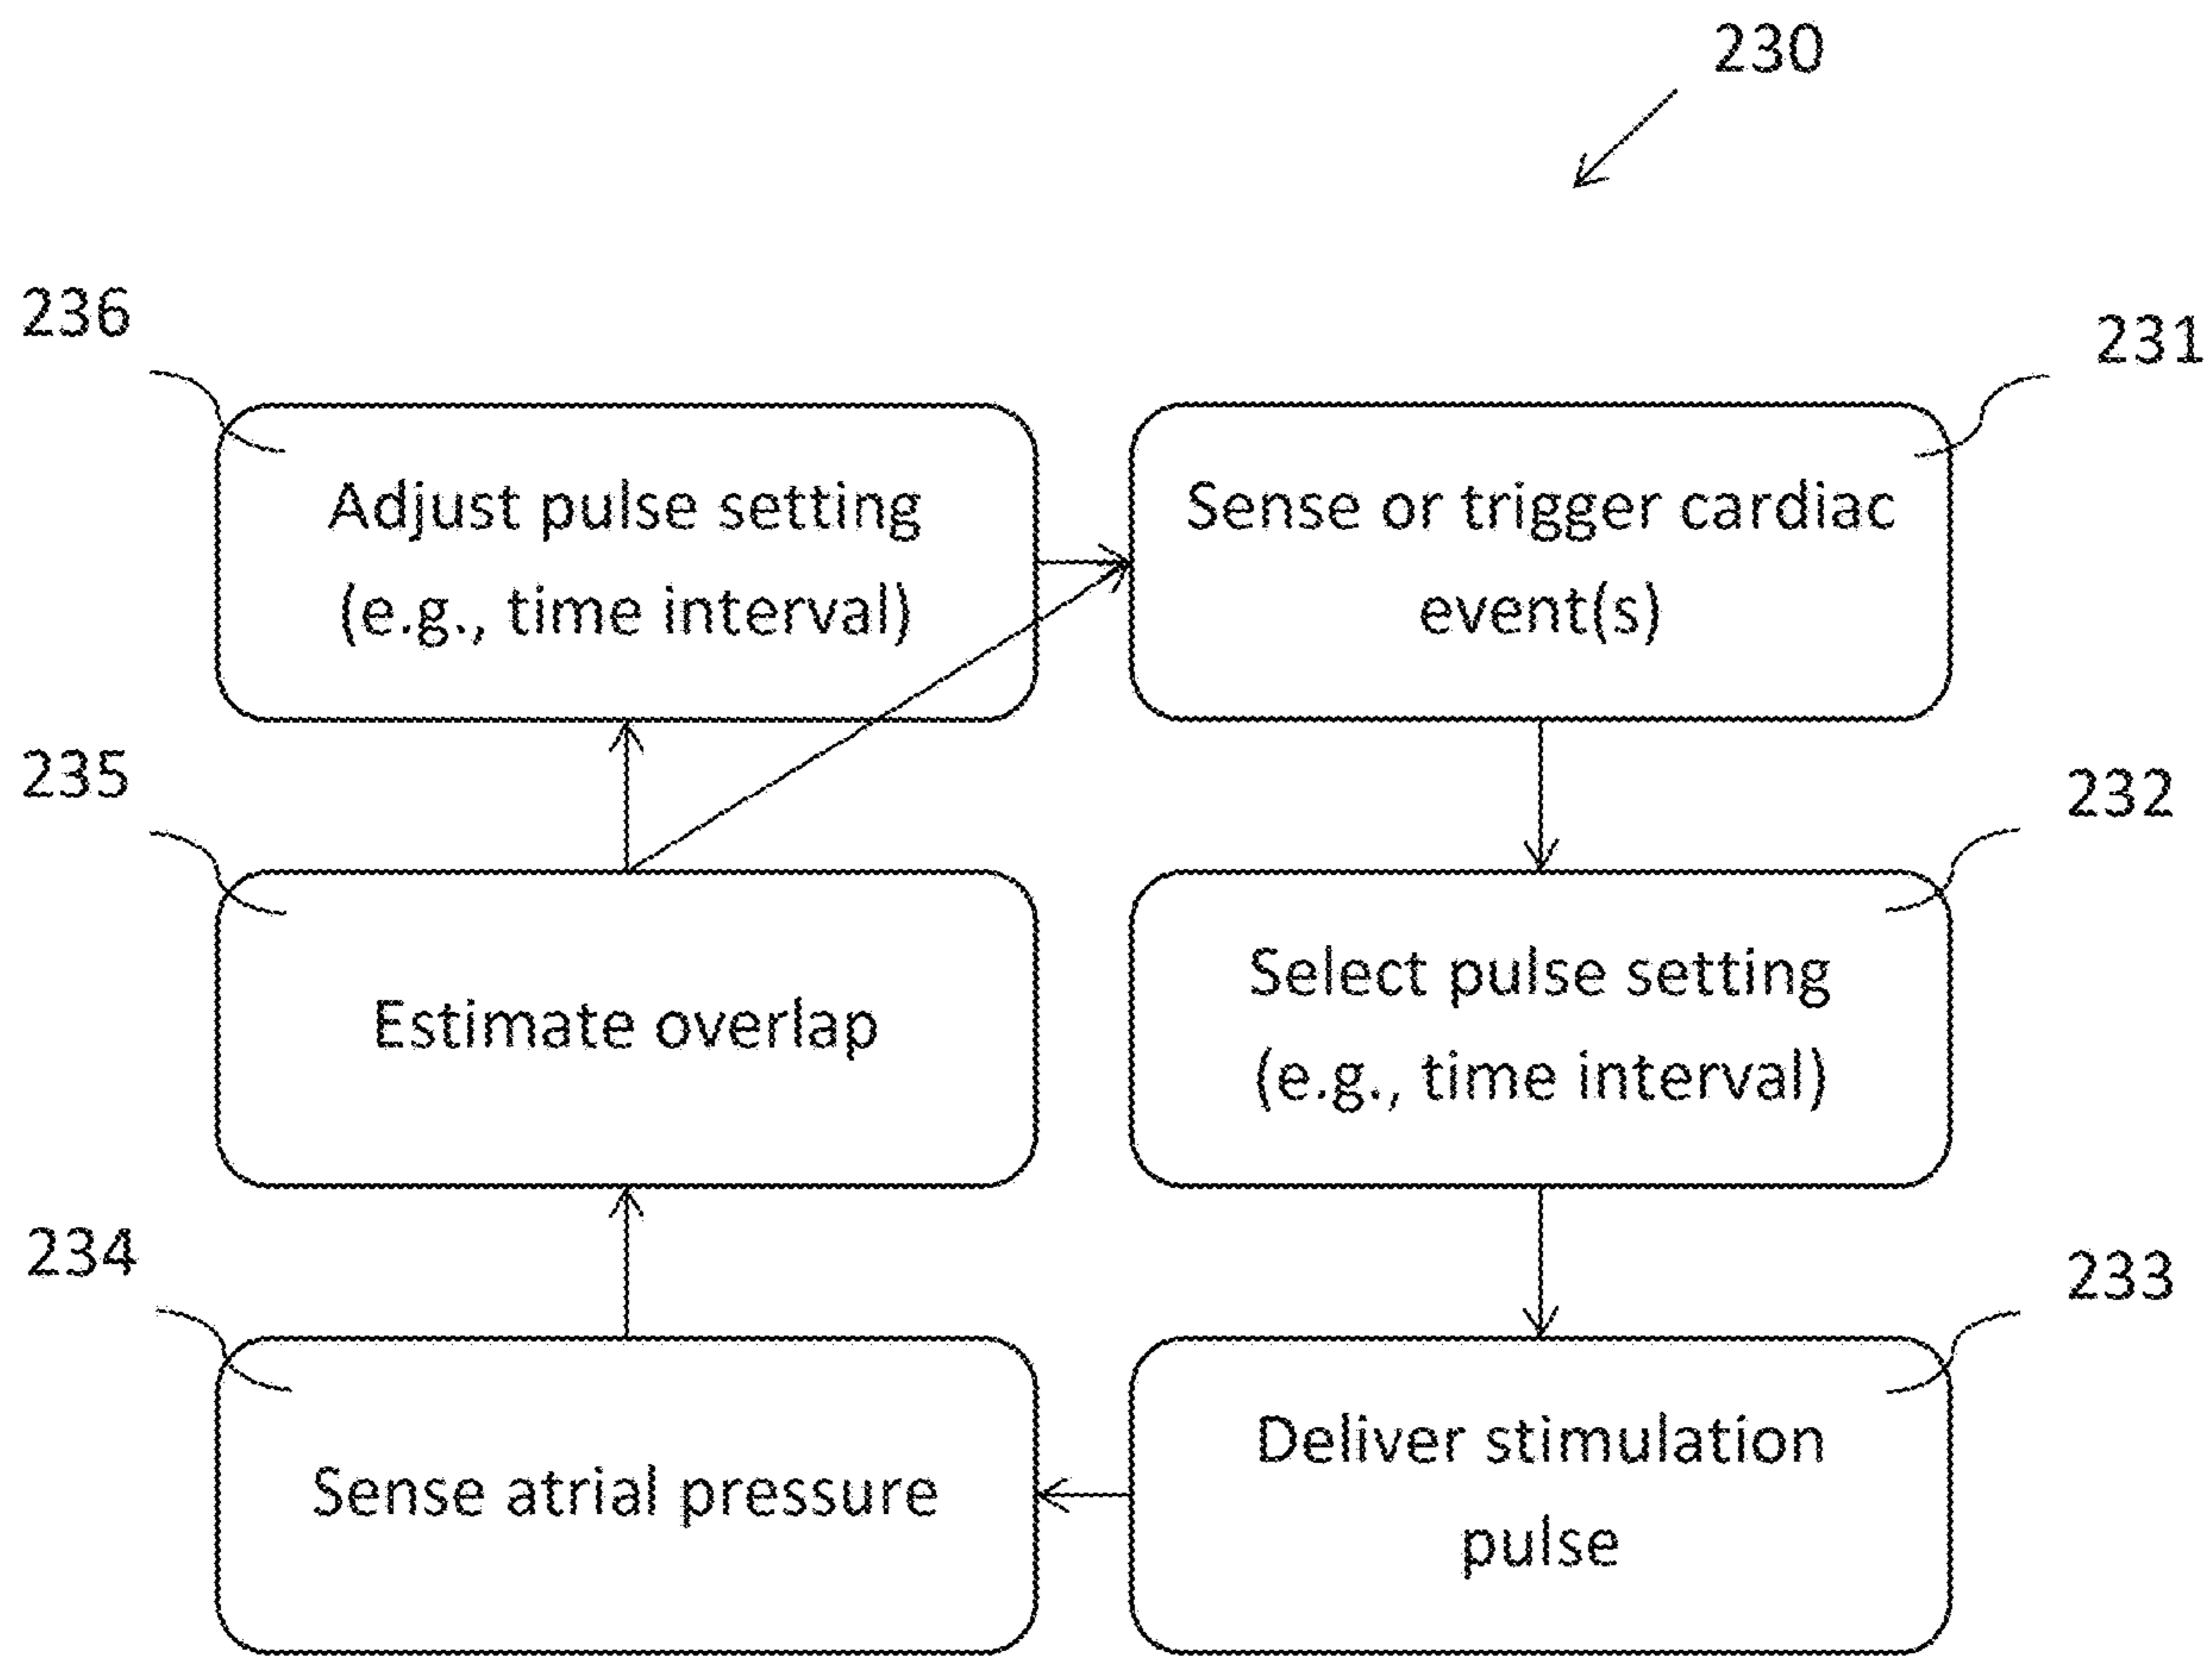 230
236
231
Adjust pulse setting
(e.g., time interval)
Sense or trigger cardiac
event(s)
235
232
Estimate overlap
Select pulse setting
(e.g., time interval)
234
233
Sense atrial pressure
Deliver stimulation
pulse